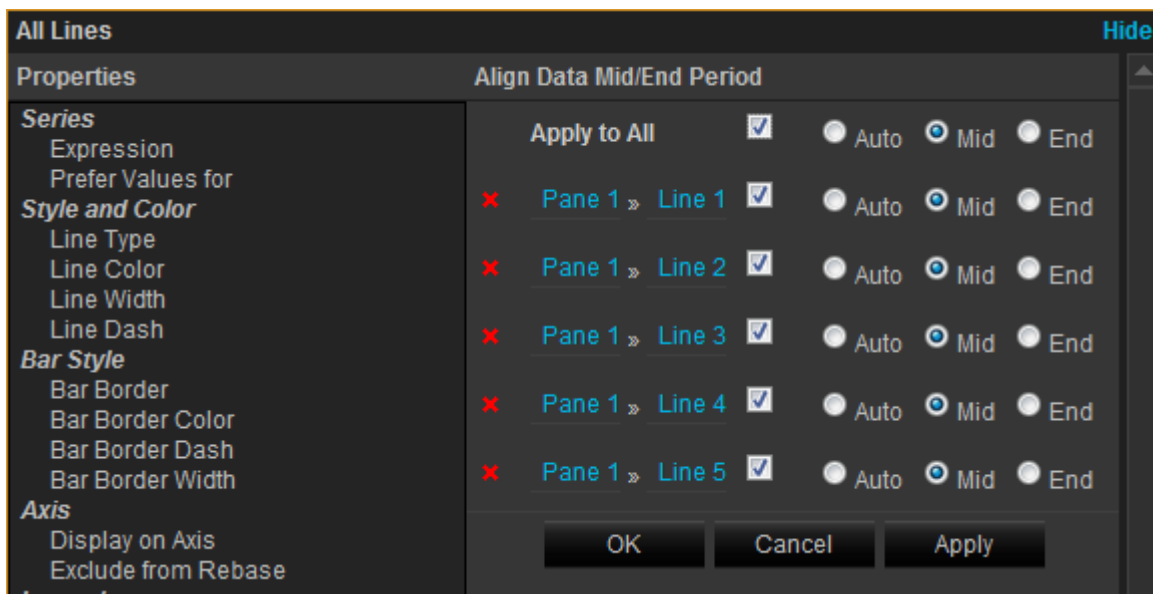 All Lines Hide
Properties
Series
Expression
Prefer Values for
Style and Color
Line Type
Line Color
Line Width
Line Dash
Bar Style
Bar Border
Bar Border Color
Bar Border Dash
Bar Border Width
Axis
Display on Axis
Exclude from Rebase
Align Data Mid/End Period
Apply to All Auto Mid End
Pane 1 » Line 1 Auto Mid End
Pane 1 » Line 2 Auto Mid End
Pane 1 » Line 3 Auto Mid End
Pane 1 » Line 4 Auto Mid End
Pane 1 » Line 5 Auto Mid End
OK Cancel Apply